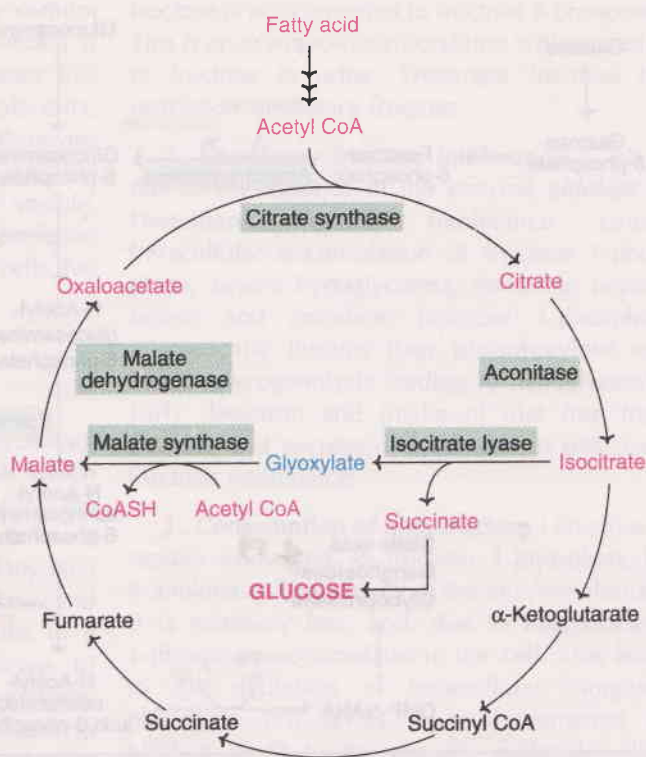 Fatty acid
Acetyl CoA
Citrate synthase
Oxaloacetate
Citrate
Malate
dehydrogenase
Aconitase
Malate synthase
Isocitrate lyase
Malate
Glyoxylate
Isocitrate
CoASH
Acetyl CoA
Succinate
GLUCOSE
Fumarate
α-Ketoglutarate
Succinate
Succinyl CoA